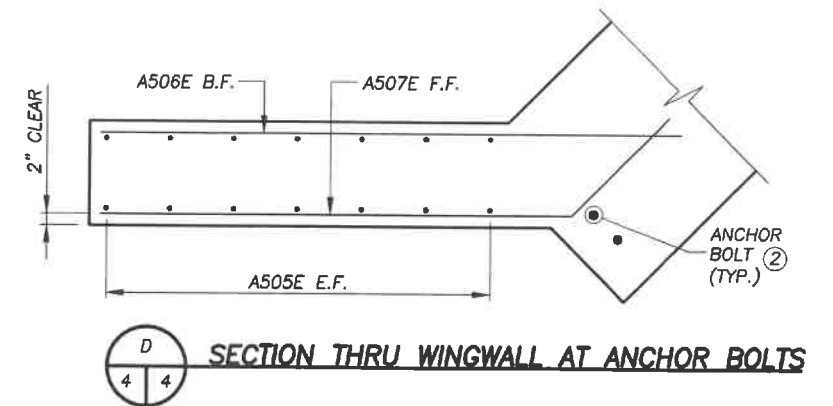 A506E B.F.
A507E F.F.
2" CLEAR
ANCHOR
BOLT ②
(TYP.)
A505E E.F.
D
4 4
SECTION THRU WINGWALL AT ANCHOR BOLTS